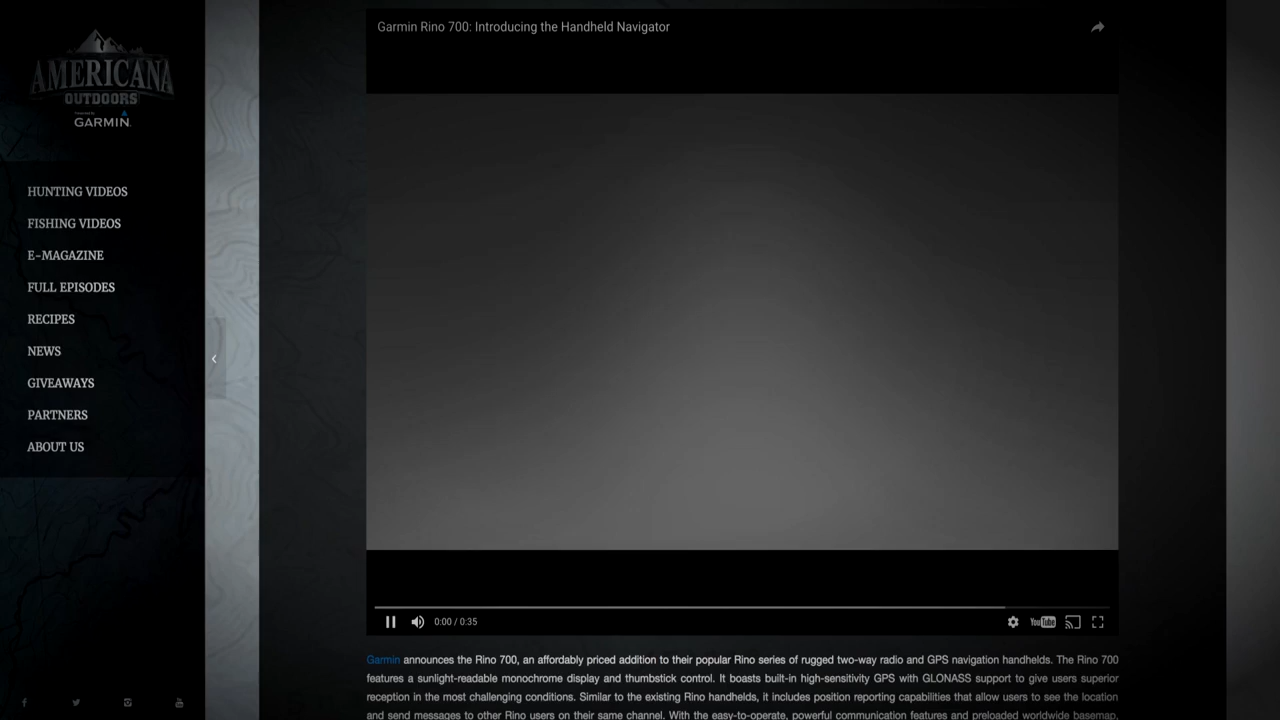 AMERICANA
OUTDOORS
GARMIN
HUNTING VIDEOS
FISHING VIDEOS
E-MAGAZINE
FULL EPISODES
RECIPES
NEWS
GIVEAWAYS
PARTNERS
ABOUT US
Garmin Rino 700: Introducing the Handheld Navigator
0:00 / 0:35
YouTube
Garmin announces the Rino 700, an affordably priced addition to their popular Rino series of rugged two-way radio and GPS navigation handhelds. The Rino 700
features a sunlight-readable monochrome display and thumbstick control. It boasts built-in high-sensitivity GPS with GLONASS support to give users superior
reception in the most challenging conditions. Similar to the existing Rino handhelds, it includes position reporting capabilities that allow users to see the location
and send messages to other Rino users on their same channel. With the easy-to-operate, powerful communication features and preloaded worldwide basemap,